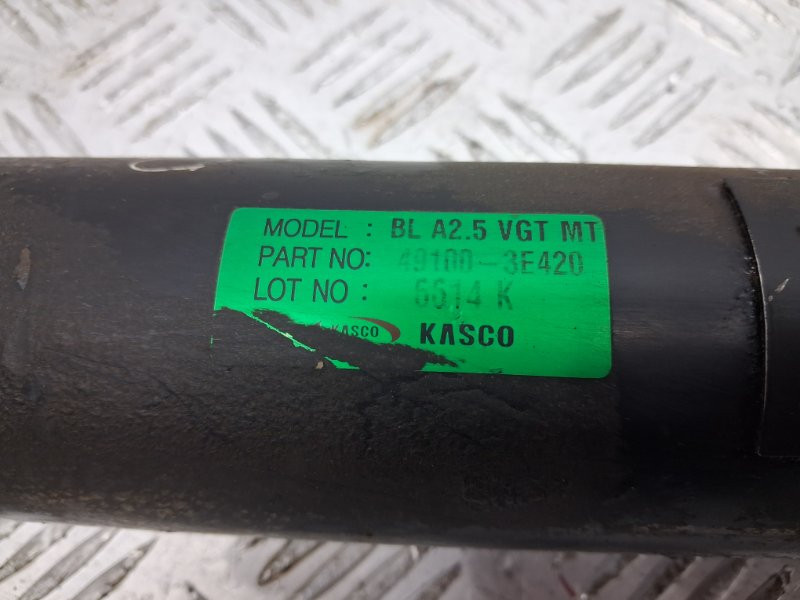 MODEL : BL A2.5 VGT MT
PART NO: 49100-3E420
LOT NO : 6614 K
KASCO KASCO